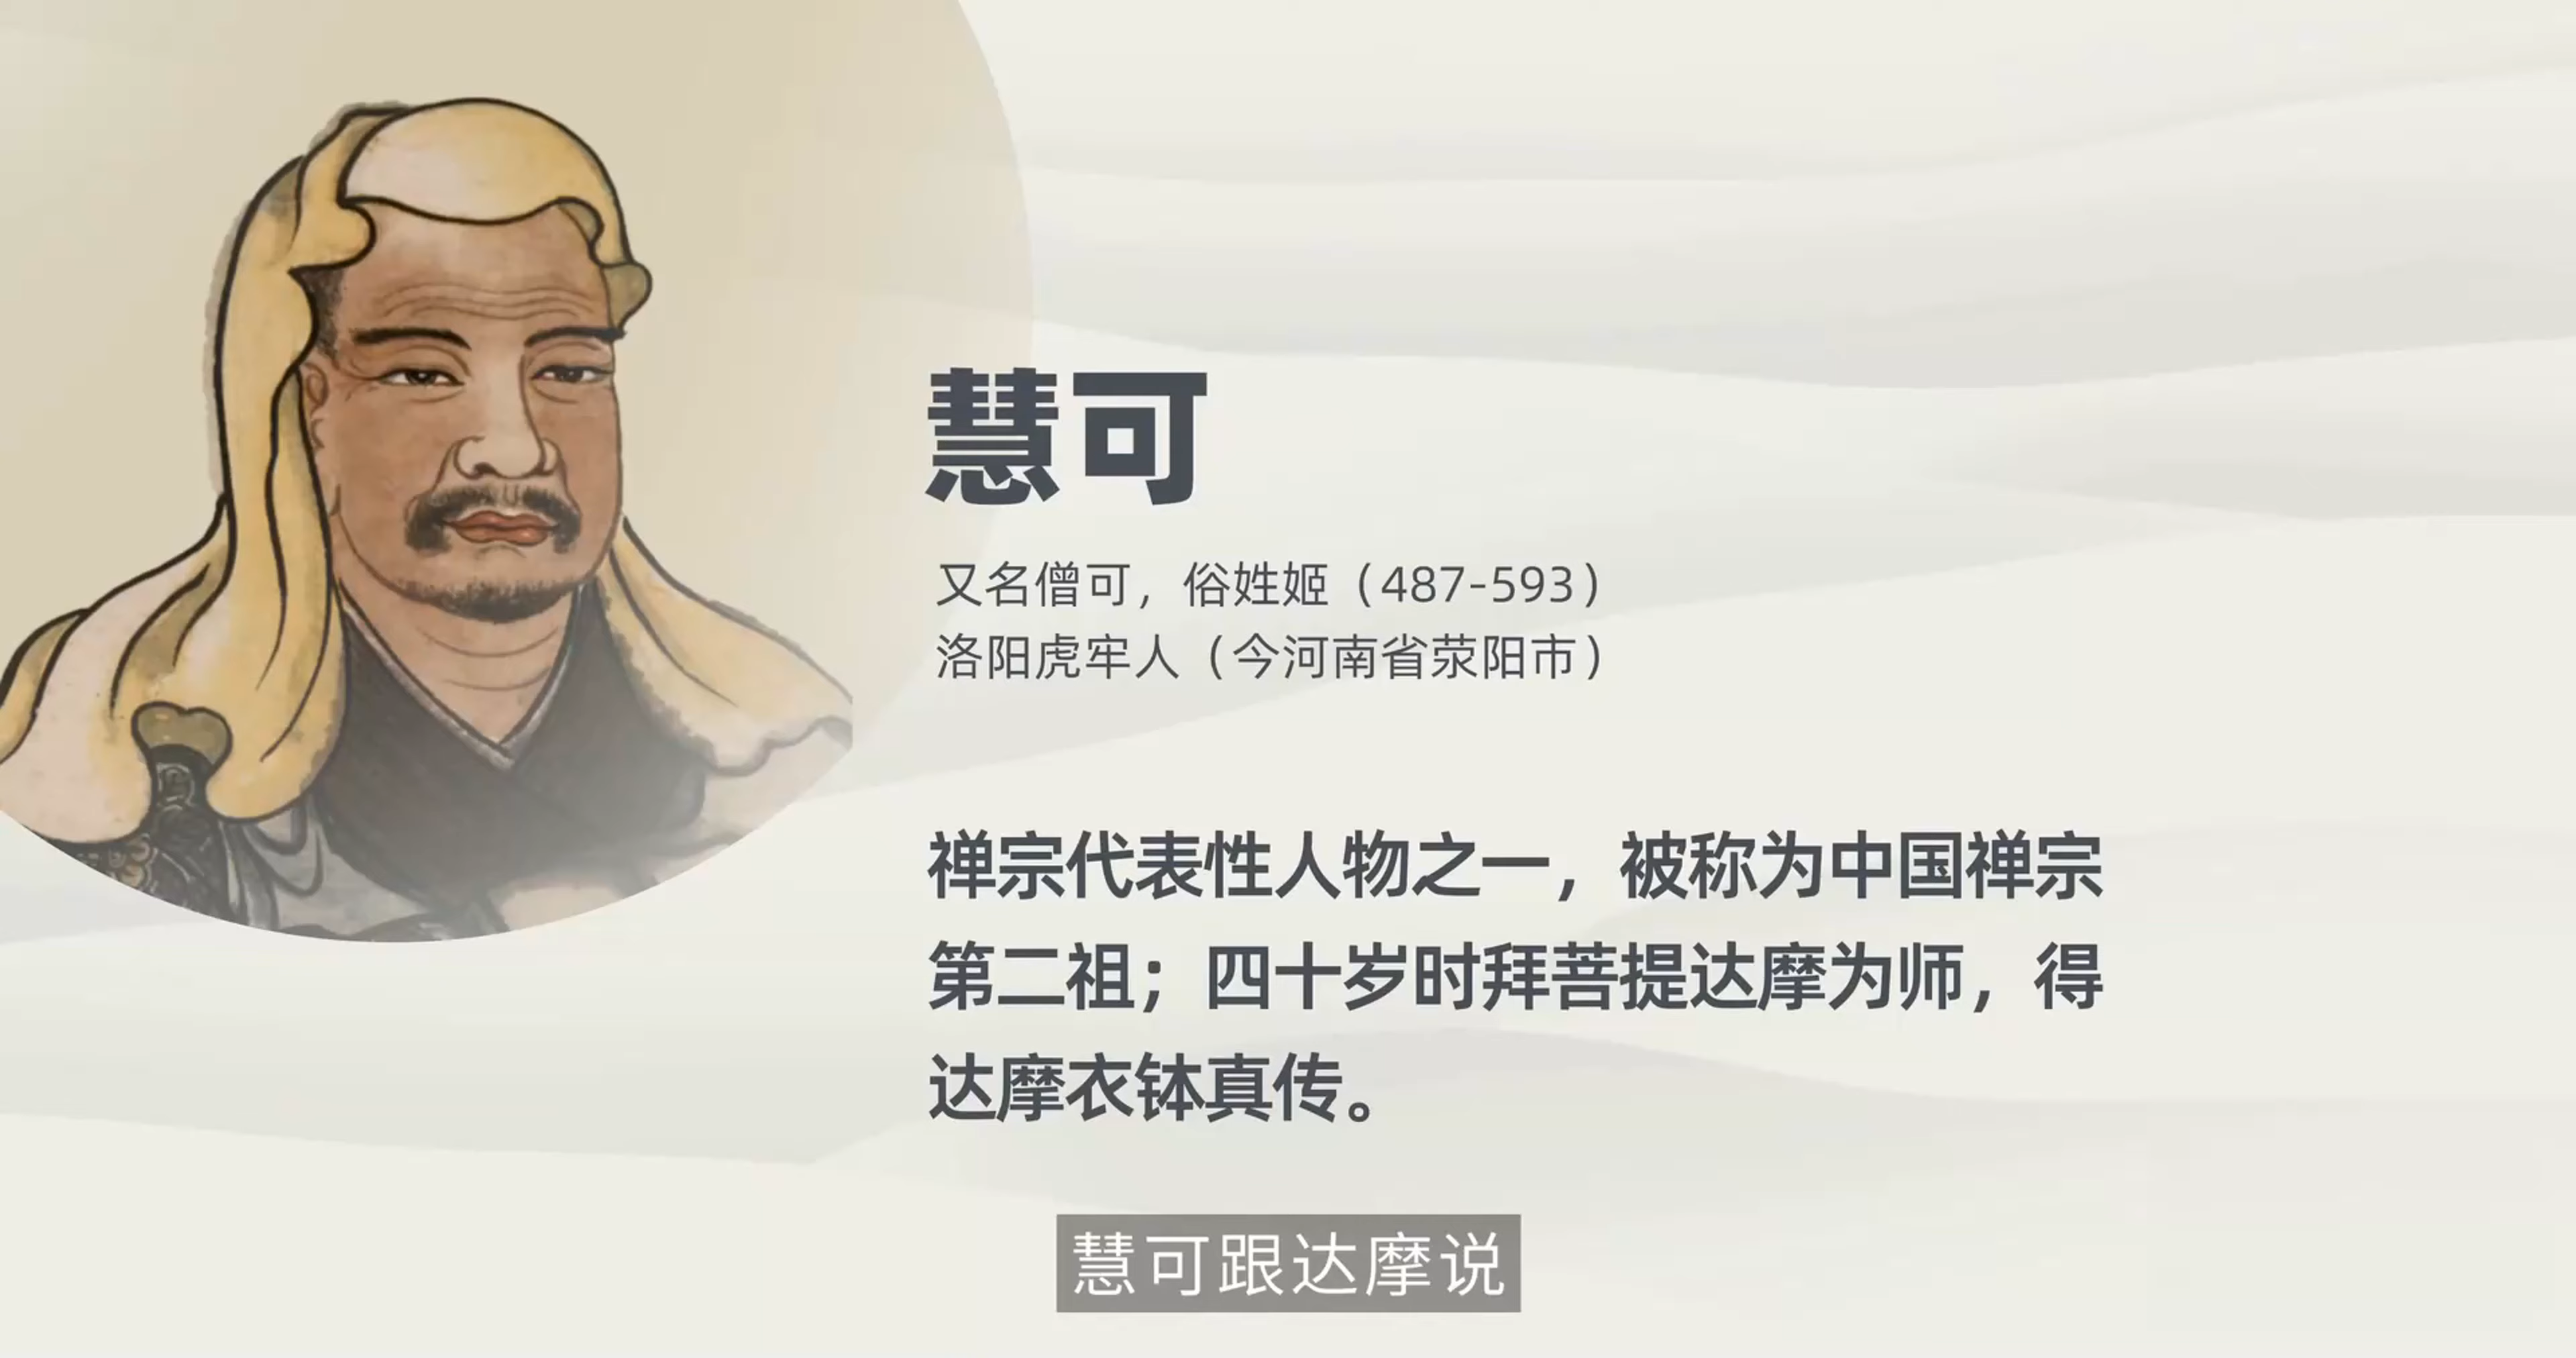 慧可
又名僧可，俗姓姬（487-593）
洛阳虎牢人（今河南省荥阳市）
禅宗代表性人物之一，被称为中国禅宗
第二祖；四十岁时拜菩提达摩为师，得
达摩衣钵真传。
慧可跟达摩说